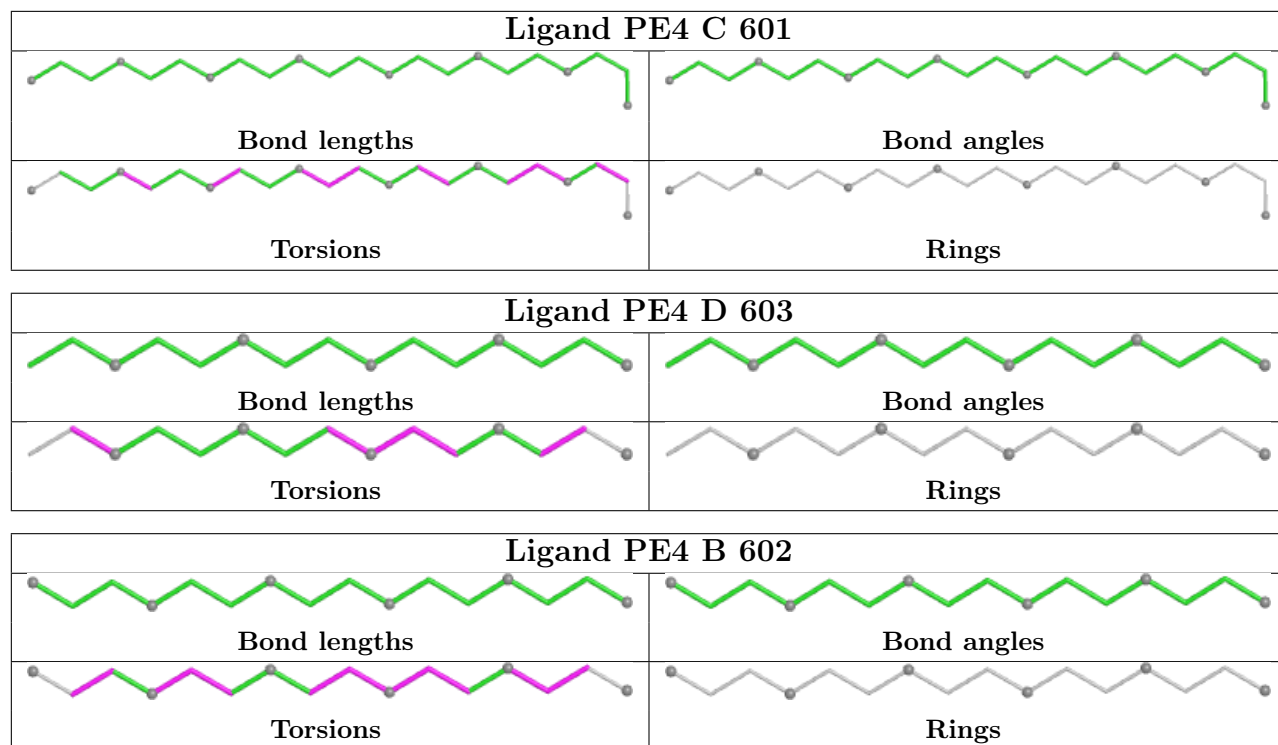 Ligand PE4 C 601
Bond lengths Bond angles
Torsions Rings
Ligand PE4 D 603
Bond lengths Bond angles
Torsions Rings
Ligand PE4 B 602
Bond lengths Bond angles
Torsions Rings